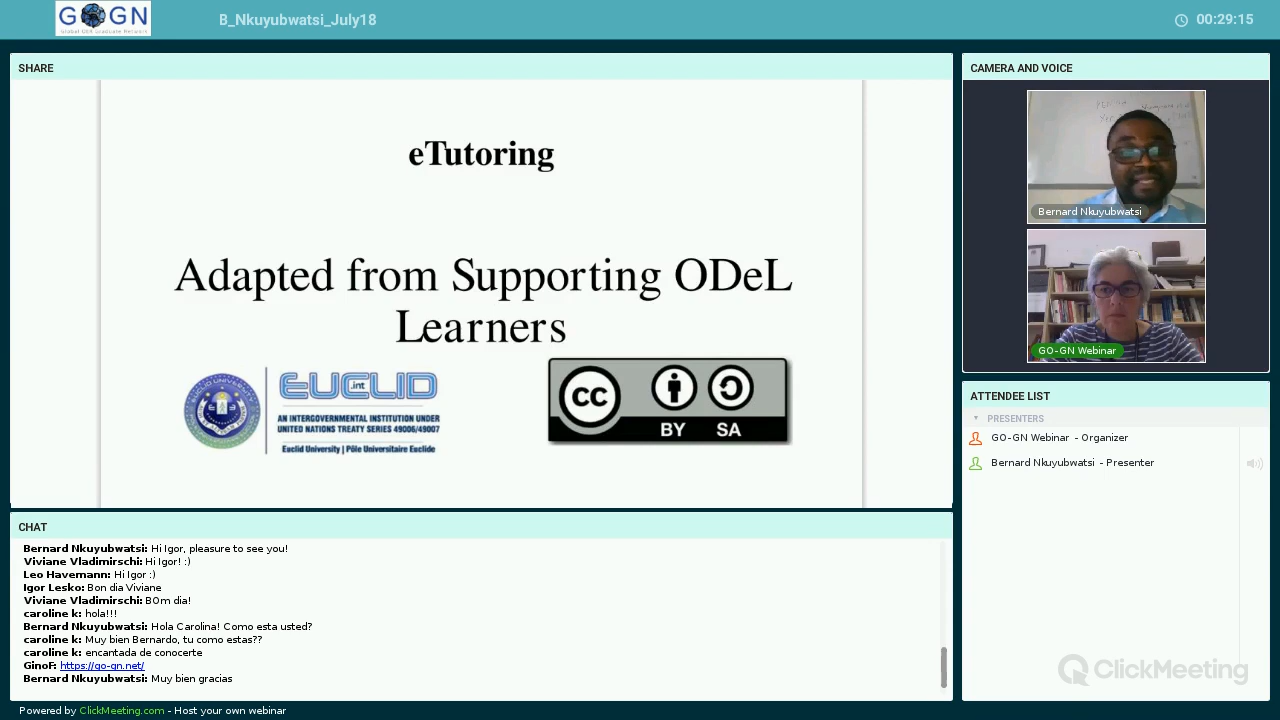 GO GN
Global OER Graduate Network
B_Nkuyubwatsi_July18
00:29:15
SHARE
eTutoring
Adapted from Supporting ODeL
Learners
EUCLID
.int
AN INTERGOVERNMENTAL INSTITUTION UNDER
UNITED NATIONS TREATY SERIES 49006/49007
Euclid University | Pôle Universitaire Euclide
cc
BY SA
CAMERA AND VOICE
Bernard Nkuyubwatsi
GO-GN Webinar
ATTENDEE LIST
PRESENTERS
GO-GN Webinar - Organizer
Bernard Nkuyubwatsi - Presenter
ClickMeeting
CHAT
Bernard Nkuyubwatsi: Hi Igor, pleasure to see you!
Viviane Vladimirschi: Hi Igor! :)
Leo Havemann: Hi Igor :)
Igor Lesko: Bon dia Viviane
Viviane Vladimirschi: BOm dia!
caroline k: hola!!!
Bernard Nkuyubwatsi: Hola Carolina! Como esta usted?
caroline k: Muy bien Bernardo, tu como estas??
caroline k: encantada de conocerte
GinoF: https://go-gn.net/
Bernard Nkuyubwatsi: Muy bien gracias
Powered by ClickMeeting.com - Host your own webinar